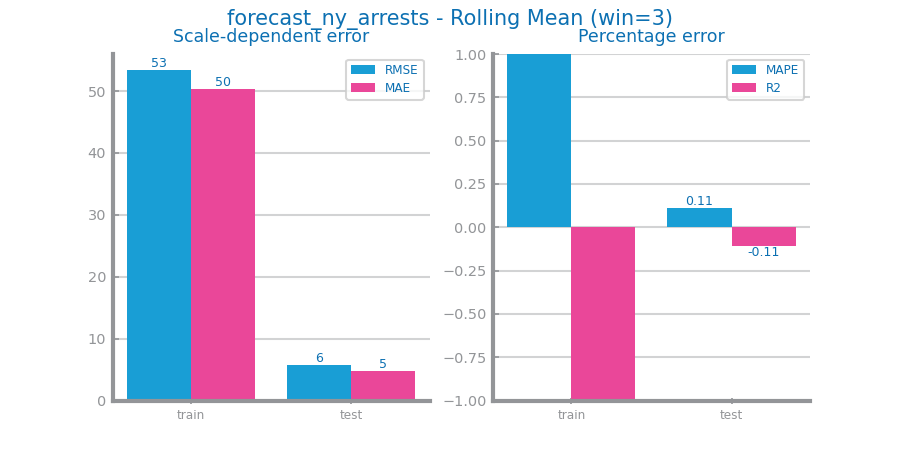 forecast_ny_arrests - Rolling Mean (win=3)
Scale-dependent error
53
50
6
5
RMSE
MAE
50
40
30
20
10
0
train
test
Percentage error
MAPE
R2
1.00
0.75
0.50
0.25
0.00
−0.25
−0.50
−0.75
−1.00
0.11
-0.11
train
test